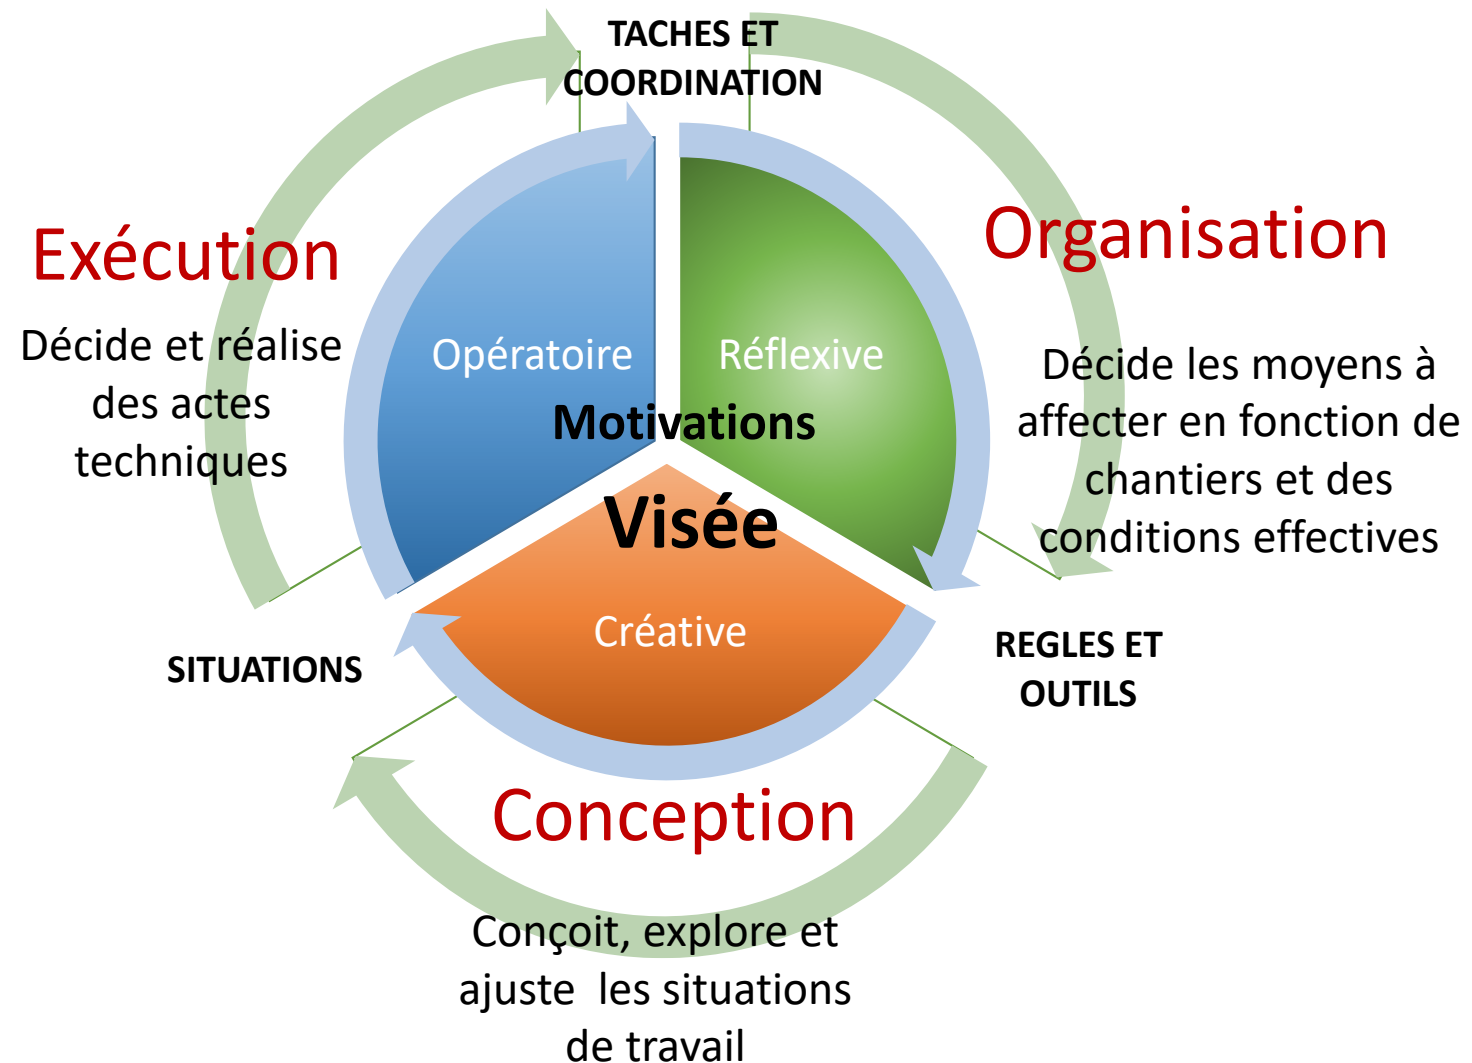 TACHES ET
COORDINATION
Exécution
Décide et réalise
des actes
techniques
Organisation
Décide les moyens à
affecter en fonction de
chantiers et des
conditions effectives
Opératoire
Réflexive
Motivations
Visée
Créative
SITUATIONS
REGLES ET
OUTILS
Conception
Conçoit, explore et
ajuste  les situations
de travail